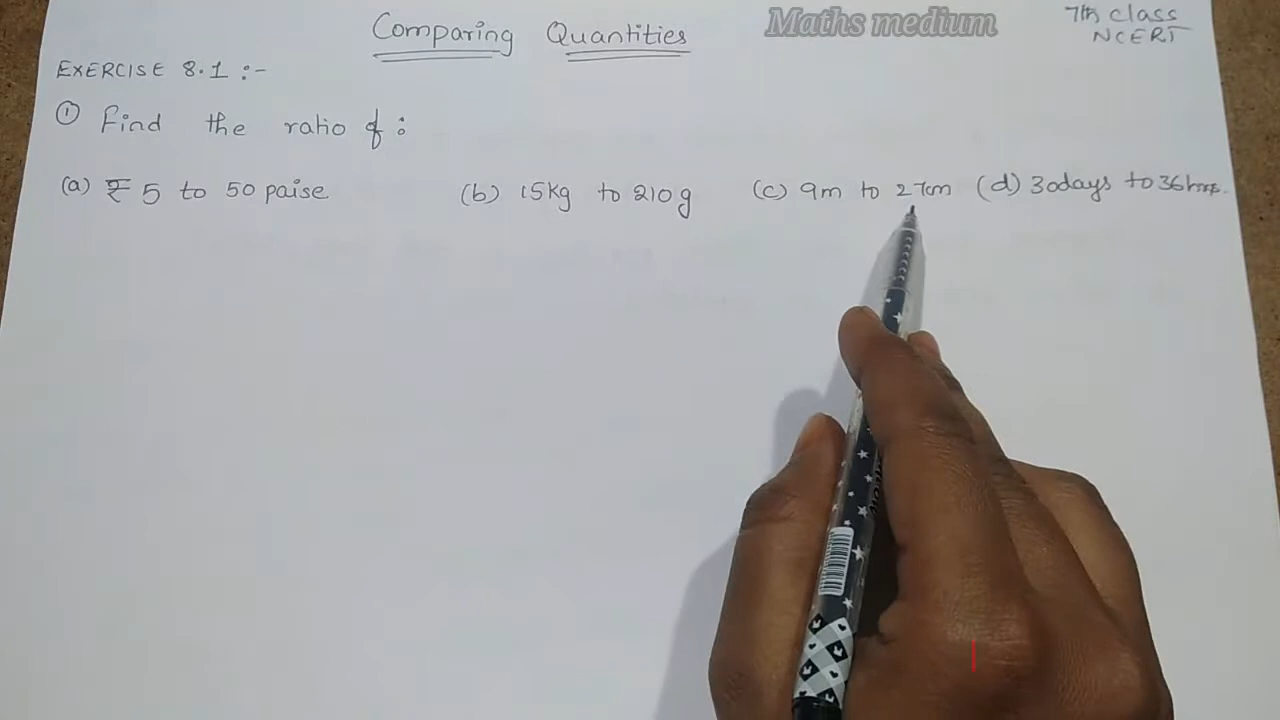 Comparing Quantities
Maths medium
7th class
NCERT
EXERCISE 8.1 :-
① Find the ratio of :
(a) ₹ 5 to 50 paise
(b) 15kg to 210g
(c) 9m to 27cm
(d) 30days to 36hrs.